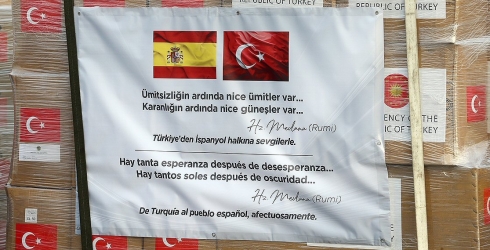 REPUBLIC OF TURKEY
REPUBLIC OF TURKEY
Ümitsizliğin ardında nice ümitler var...
Karanlığın ardında nice güneşler var...
Hz. Mevlana (Rumi)
Türkiye'den İspanyol halkına sevgilerle.
Hay tanta esperanza después de desesperanza...
Hay tantos soles después de oscuridad...
Hz. Mevlana (Rumi)
De Turquía al pueblo español, afectuosamente.
ENCY OF THE
REPUBLIC OF TURKEY